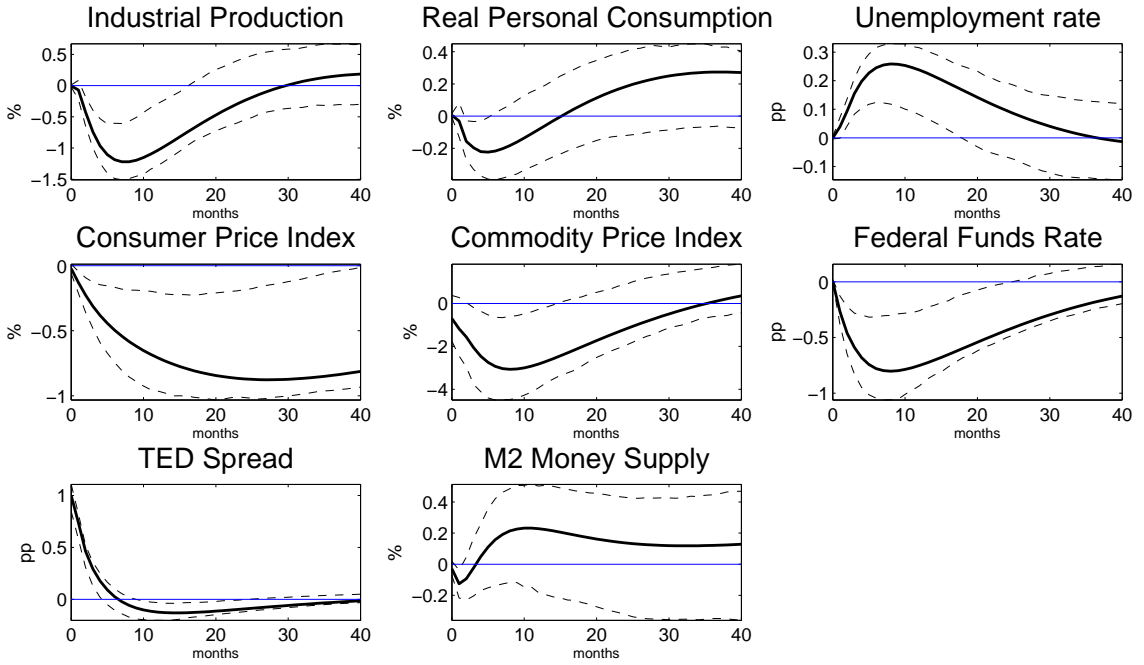 Industrial Production
0.5
0
−0.5
−1
−1.5
%
0 10 20 30 40
months
Real Personal Consumption
0.4
0.2
0
−0.2
%
0 10 20 30 40
months
Unemployment rate
0.3
0.2
0.1
0
−0.1
pp
0 10 20 30 40
months
Consumer Price Index
0
−0.5
−1
%
0 10 20 30 40
months
Commodity Price Index
0
−2
−4
%
0 10 20 30 40
months
Federal Funds Rate
0
−0.5
−1
pp
0 10 20 30 40
months
TED Spread
1
0.5
0
pp
0 10 20 30 40
months
M2 Money Supply
0.4
0.2
0
−0.2
%
0 10 20 30 40
months